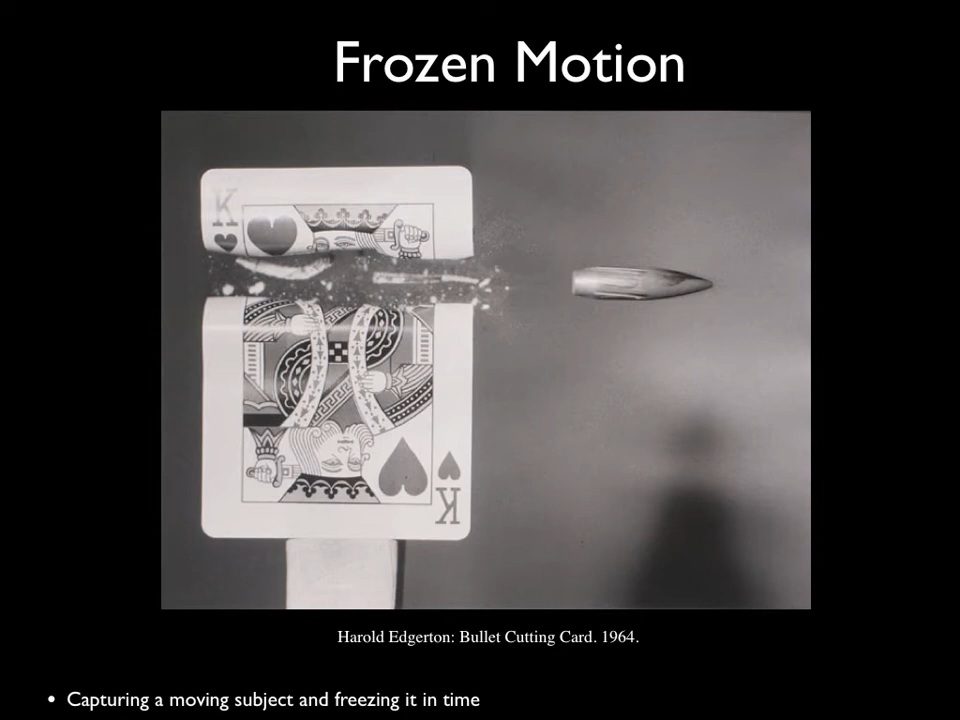 Frozen Motion
K
K
Harold Edgerton: Bullet Cutting Card. 1964.
• Capturing a moving subject and freezing it in time